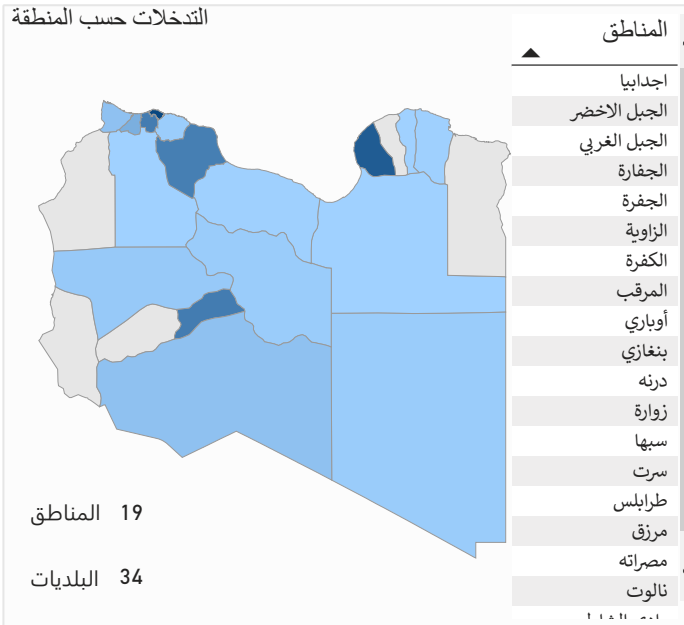 التدخلات حسب المنطقة
المناطق
اجدابيا
الجبل الاخضر
الجبل الغربي
الجفارة
الجفرة
الزاوية
الكفرة
المرقب
أوباري
بنغازي
درنه
زوارة
سبها
سرت
طرابلس
مرزق
مصراته
نالوت
19 المناطق
34 البلديات